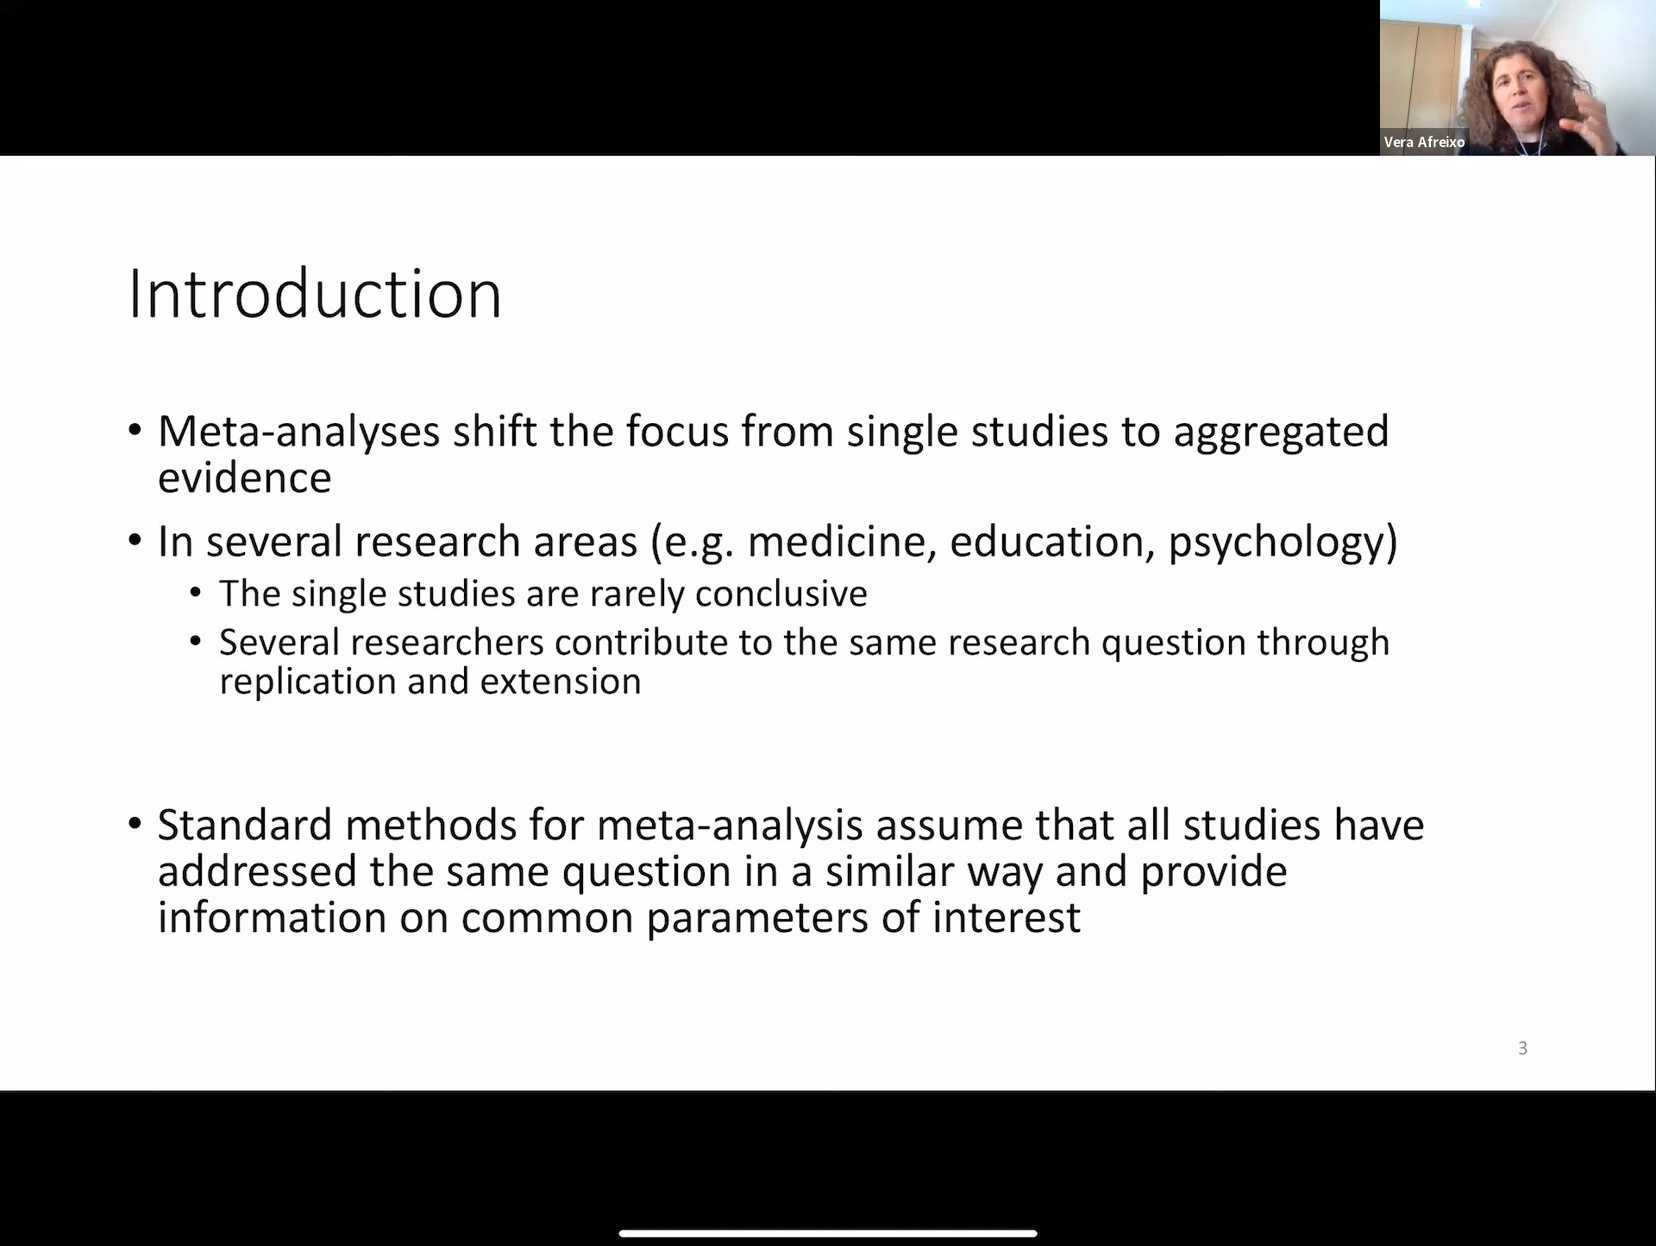 Vera Afreixo
Introduction
• Meta-analyses shift the focus from single studies to aggregated
evidence
• In several research areas (e.g. medicine, education, psychology)
• The single studies are rarely conclusive
• Several researchers contribute to the same research question through
replication and extension
• Standard methods for meta-analysis assume that all studies have
addressed the same question in a similar way and provide
information on common parameters of interest
3